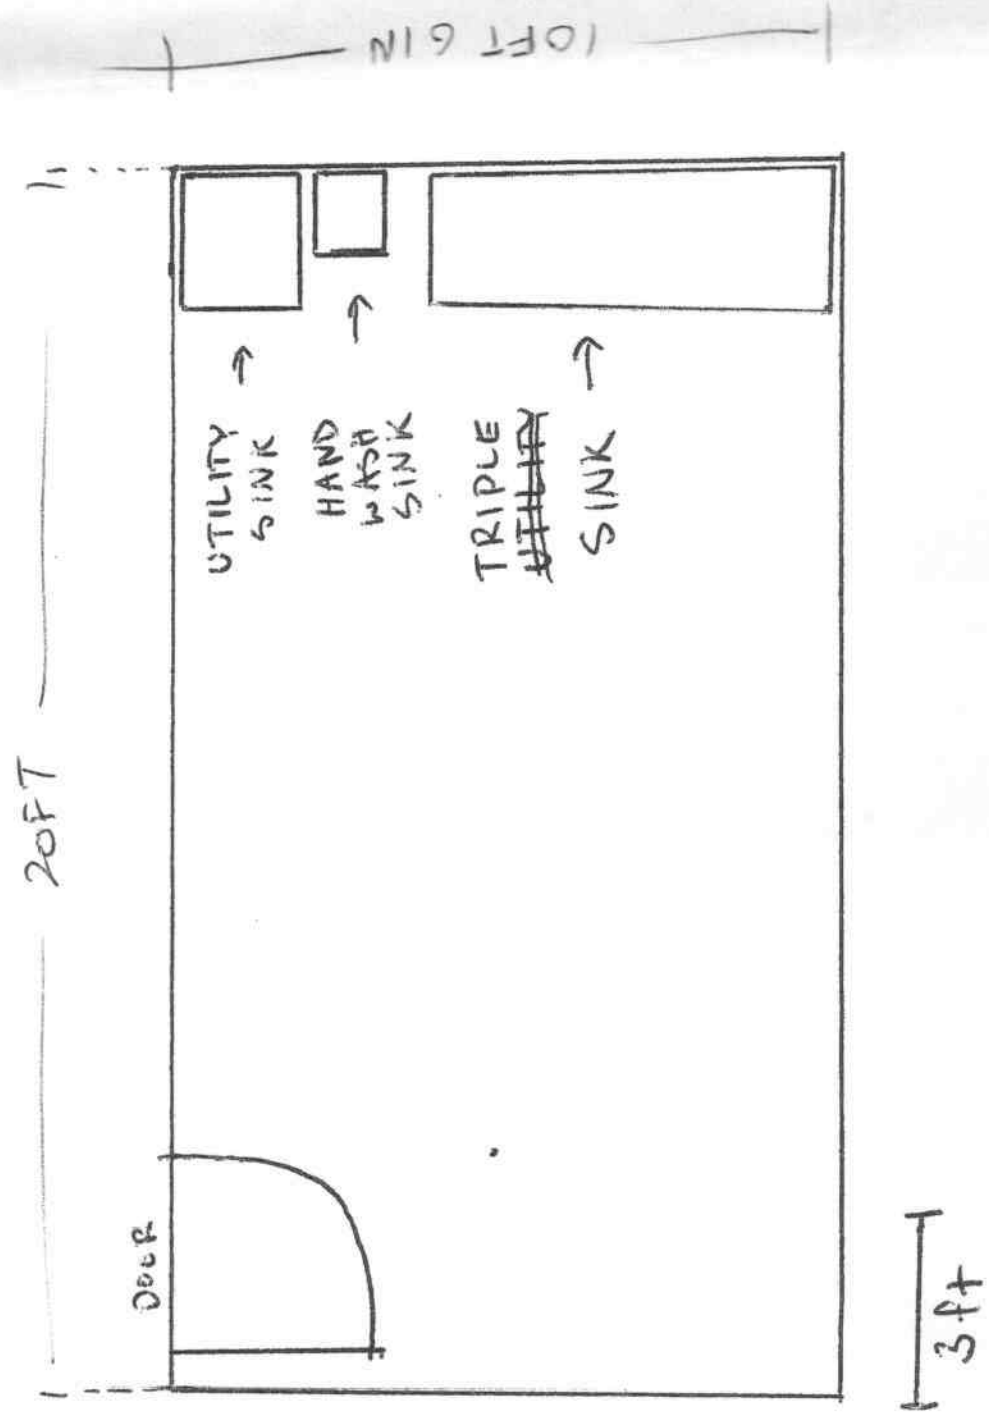 10FT 6IN
20FT
UTILITY
SINK
HAND
WASH
SINK
TRIPLE
UTILITY
SINK
DOOR
3ft